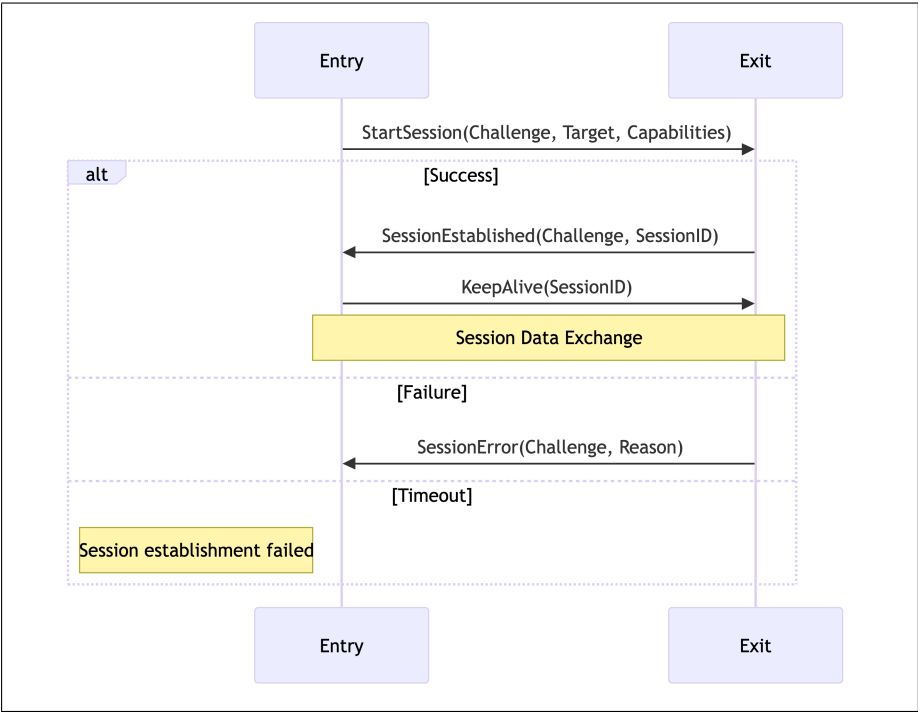 Entry
Exit
StartSession(Challenge, Target, Capabilities)
alt
[Success]
SessionEstablished(Challenge, SessionID)
KeepAlive(SessionID)
Session Data Exchange
[Failure]
SessionError(Challenge, Reason)
[Timeout]
Session establishment failed
Entry
Exit